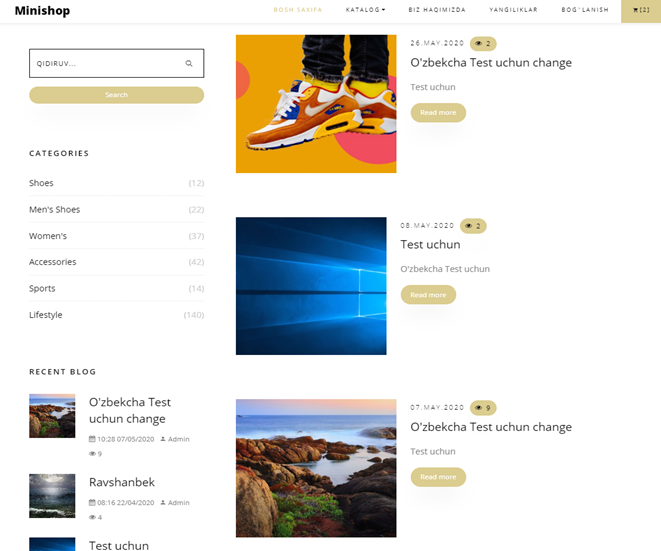 Minishop
BOSH SAXIFA KATALOG BIZ HAQIMIZDA YANGILIKLAR BOG`LANISH [2]
QIDIRUV...
Search
CATEGORIES
Shoes (12)
Men's Shoes (22)
Women's (37)
Accessories (42)
Sports (14)
Lifestyle (140)
RECENT BLOG
O'zbekcha Test
uchun change
10:28 07/05/2020 Admin
9
Ravshanbek
08:16 22/04/2020 Admin
4
Test uchun
26.MAY.2020 2
O'zbekcha Test uchun change
Test uchun
Read more
08.MAY.2020 2
Test uchun
O'zbekcha Test uchun
Read more
07.MAY.2020 9
O'zbekcha Test uchun change
Test uchun
Read more